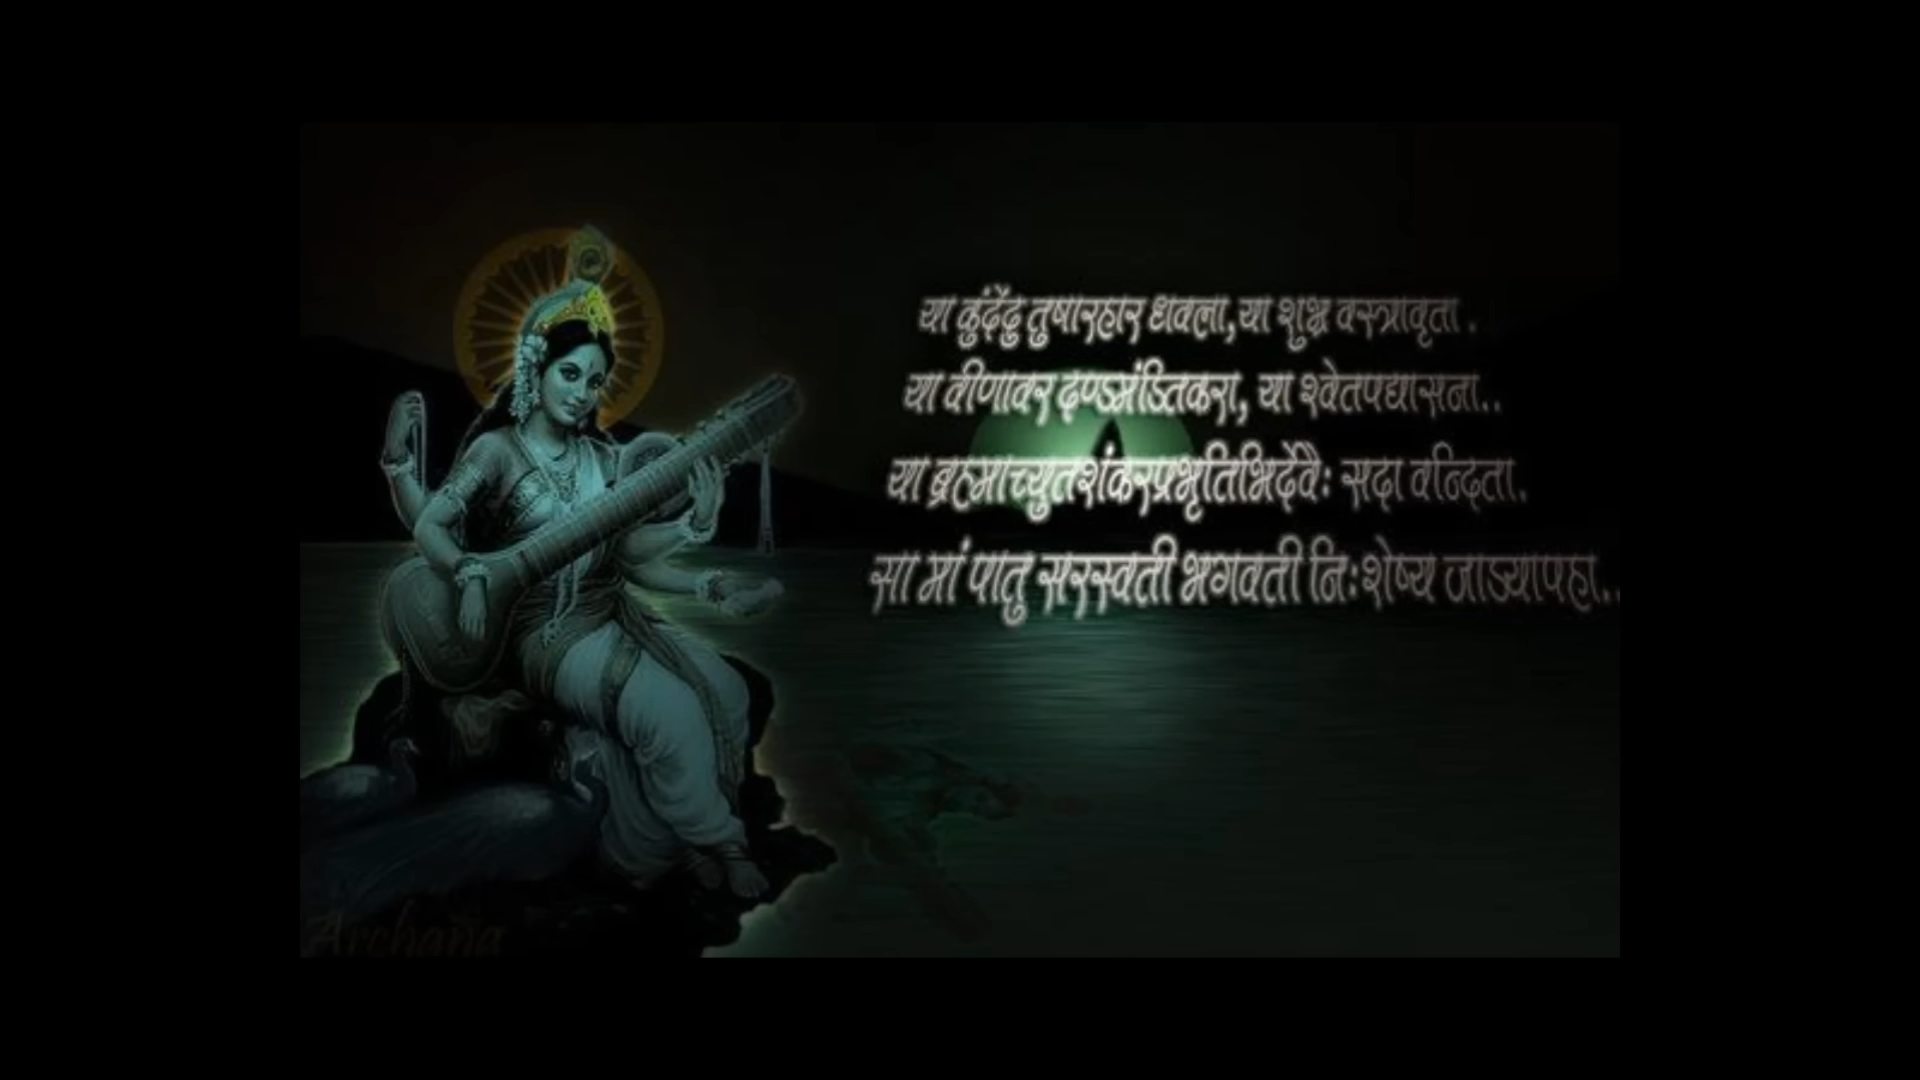 या कुंदेंदु तुषारहार धवला,या शुभ्र वस्त्रावृता .
या वीणावर दण्डमंडितकरा, या श्वेतपद्मासना..
या ब्रह्माच्युतशंकरप्रभृतिभिर्देवैः सदा वन्दिता.
सा मां पातु सरस्वती भगवती निःशेष्य जाड्यापहा..
Archana